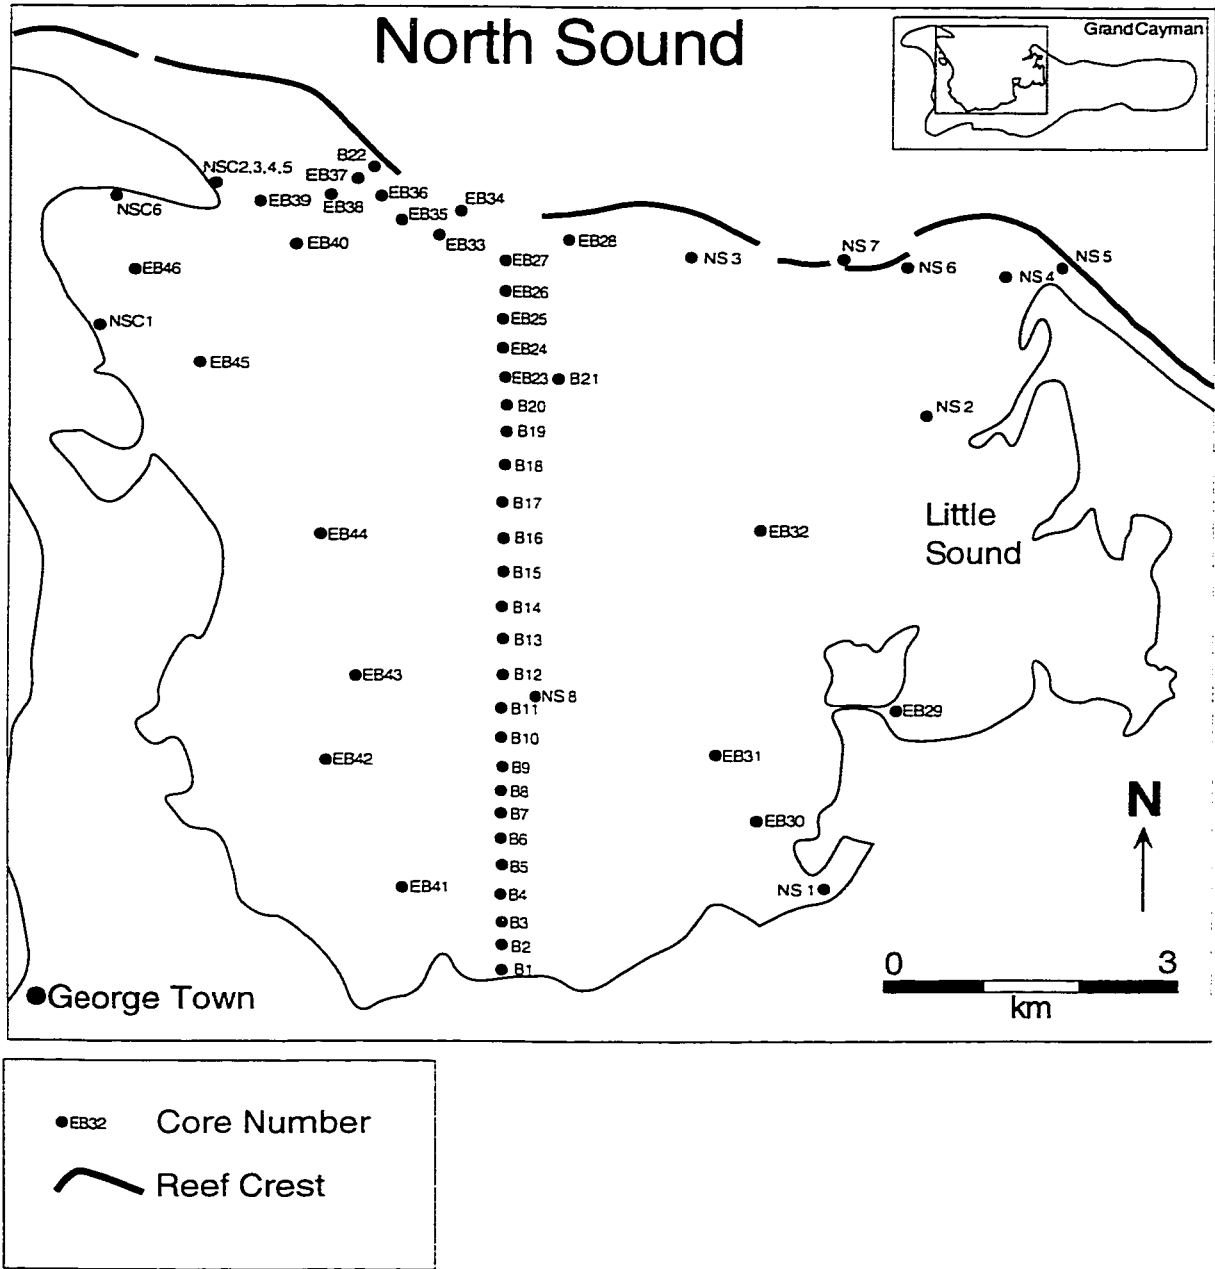 North Sound
Grand Cayman
B22
NSC2,3,4,5
EB37
NSC6
EB39
EB38
EB36
EB34
EB35
EB40
EB33
EB28
NS 3
NS 7
NS 6
NS 5
NS 4
EB46
EB27
EB26
NSC1
EB25
EB45
EB24
EB23
B21
B20
NS 2
B19
B18
B17
Little
Sound
EB44
B16
EB32
B15
B14
B13
EB43
B12
NS 8
B11
EB29
B10
EB42
B9
EB31
B8
N
B7
EB30
B6
B5
EB41
B4
NS 1
B3
B2
B1
0 3
km
George Town
EB32 Core Number
Reef Crest